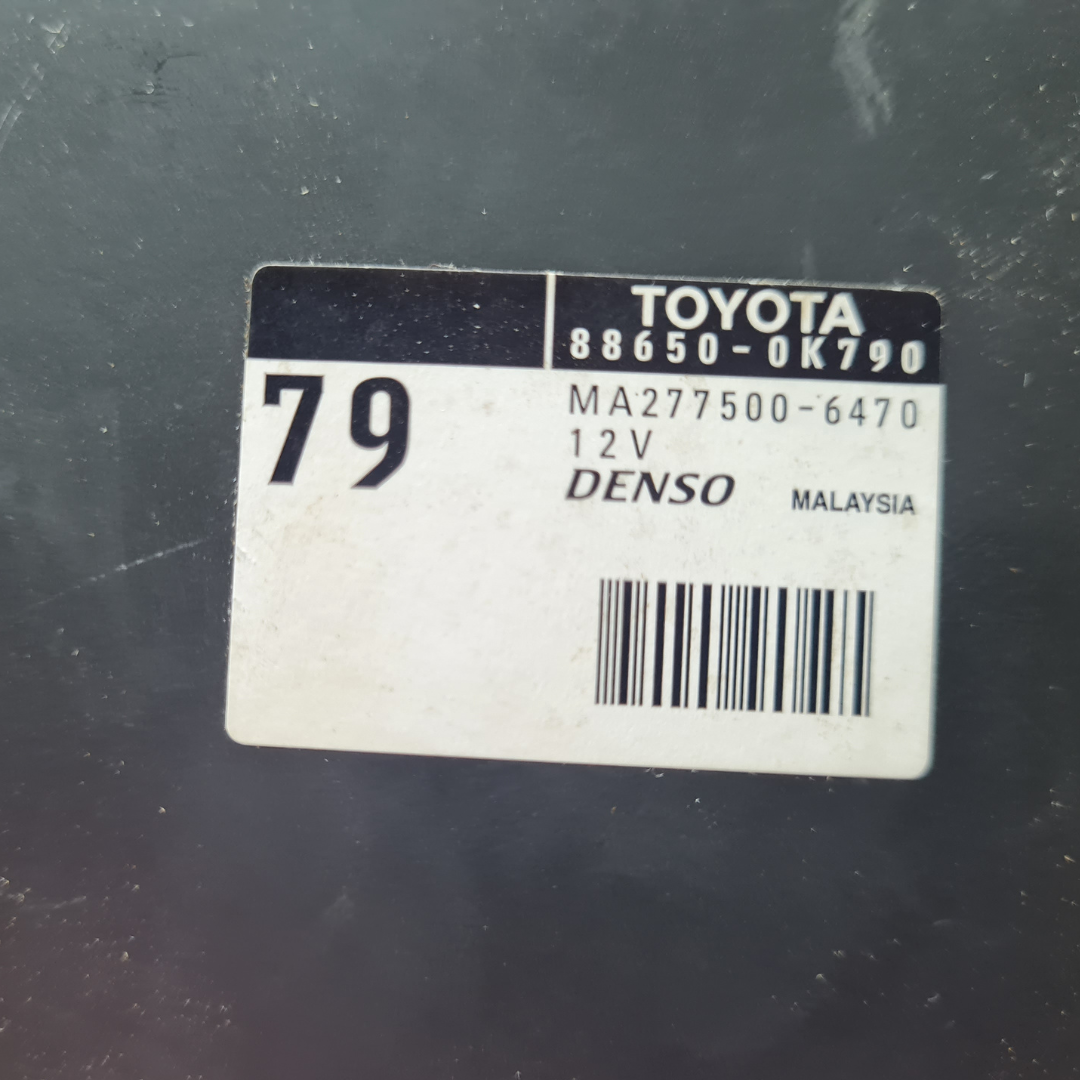 TOYOTA
88650-0K790
79
MA277500-6470
12V
DENSO MALAYSIA